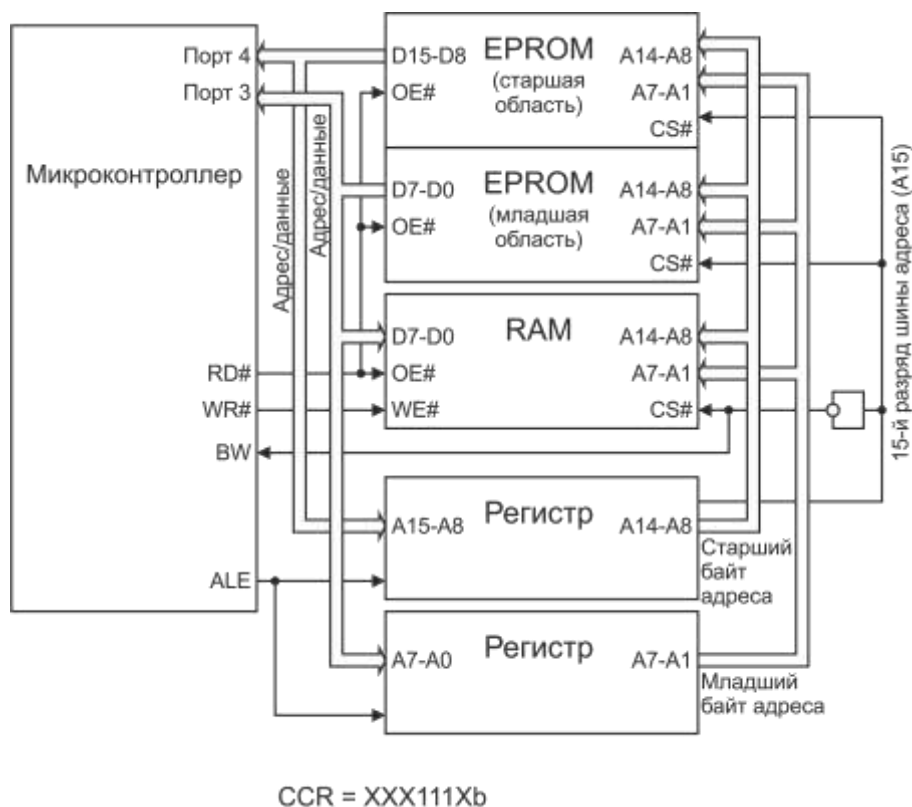 Микроконтроллер
Порт 4
Порт 3
RD#
WR#
BW
ALE
Адрес/данные
Адрес/данные
EPROM
(старшая
область)
D15-D8
OE#
A14-A8
A7-A1
CS#
EPROM
(младшая
область)
D7-D0
OE#
A14-A8
A7-A1
CS#
RAM
D7-D0
OE#
WE#
A14-A8
A7-A1
CS#
Регистр
A15-A8
A14-A8
Старший
байт
адреса
Регистр
A7-A0
A7-A1
Младший
байт адреса
15-й разряд шины адреса (A15)
CCR = XXX111Xb